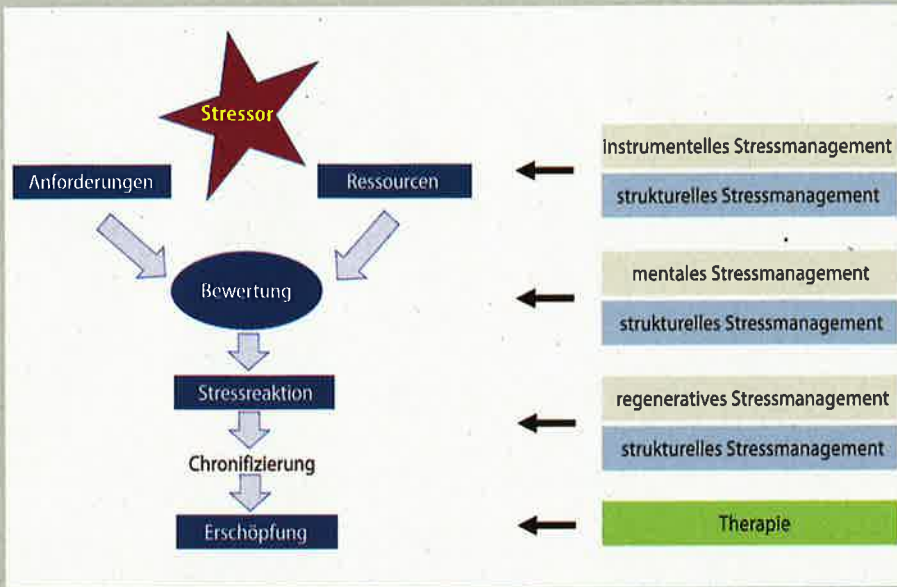 Stressor
Anforderungen
Ressourcen
Bewertung
Stressreaktion
Chronifizierung
Erschöpfung
instrumentelles Stressmanagement
strukturelles Stressmanagement
mentales Stressmanagement
strukturelles Stressmanagement
regeneratives Stressmanagement
strukturelles Stressmanagement
Therapie